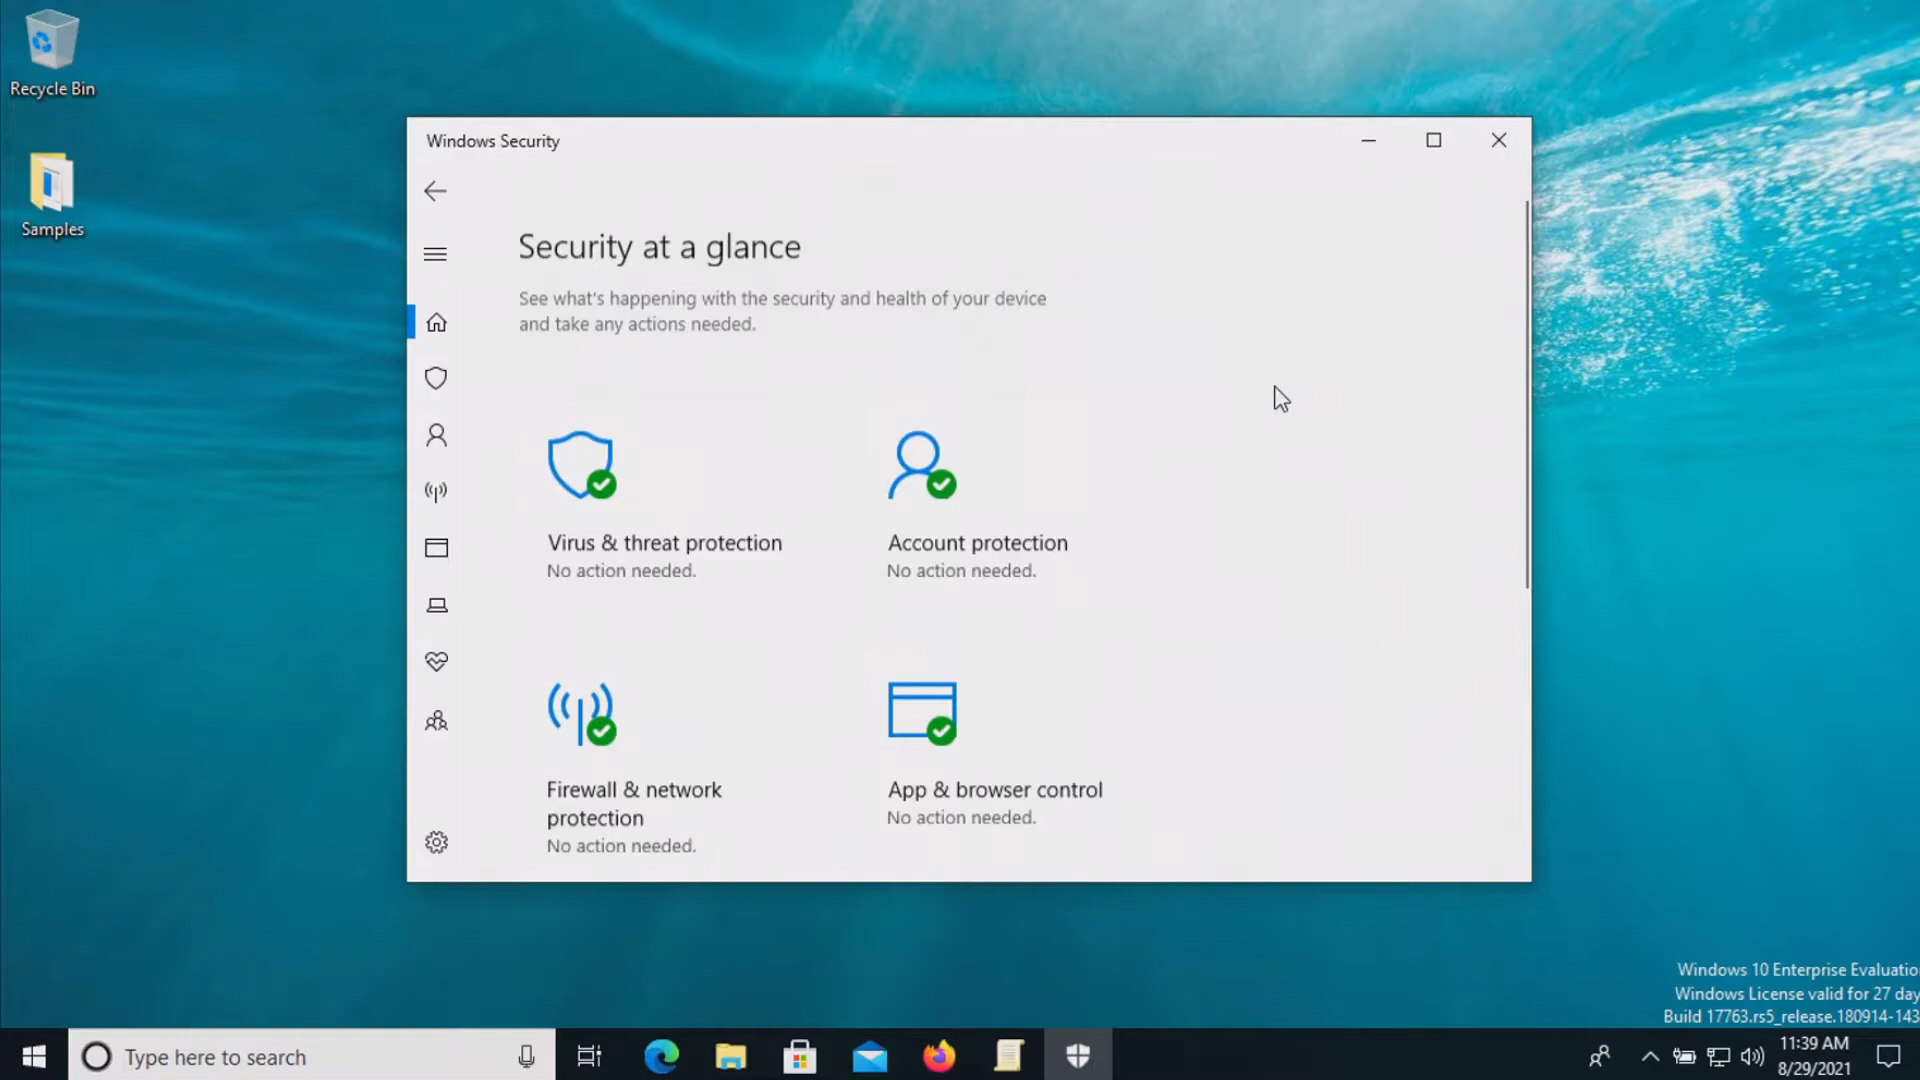 Recycle Bin
Samples
Windows Security
Security at a glance
See what's happening with the security and health of your device
and take any actions needed.
Virus & threat protection
No action needed.
Account protection
No action needed.
Firewall & network
protection
No action needed.
App & browser control
No action needed.
Windows 10 Enterprise Evaluatio
Windows License valid for 27 day
Build 17763.rs5_release.180914-143
Type here to search
11:39 AM
8/29/2021